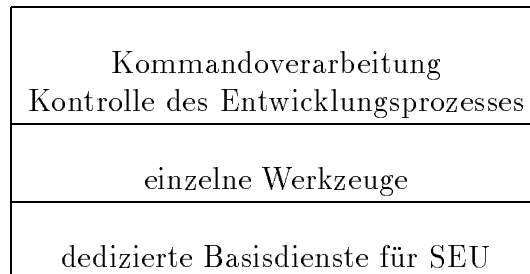 Kommandoverarbeitung
Kontrolle des Entwicklungsprozesses
einzelne Werkzeuge
dedizierte Basisdienste für SEU